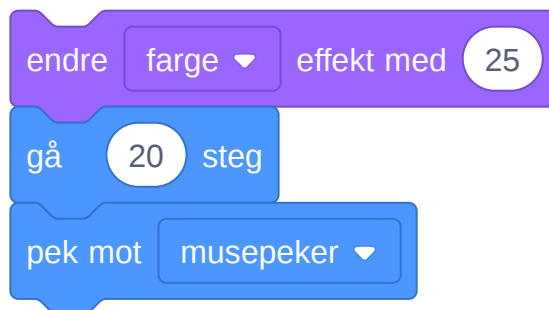 endre farge effekt med 25
gå 20 steg
pek mot musepeker